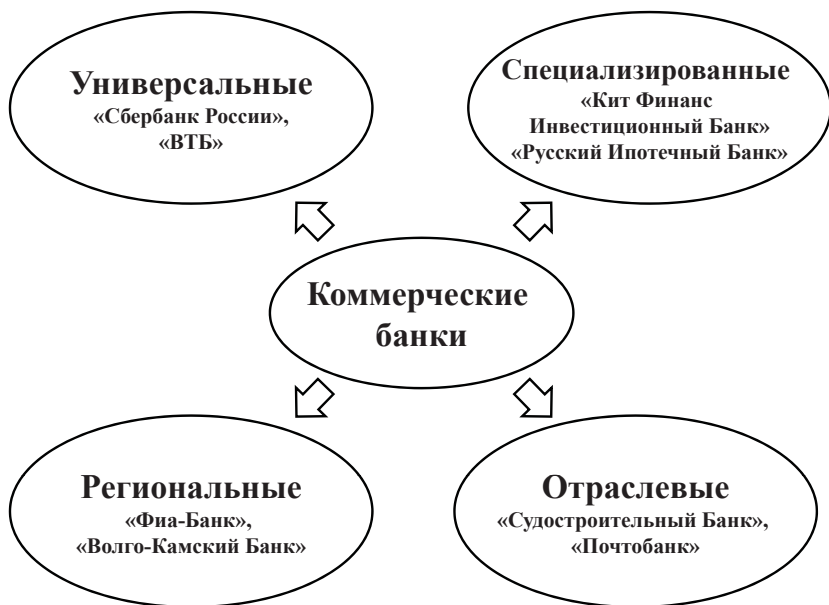 Универсальные
«Сбербанк России»,
«ВТБ»
Специализированные
«Кит Финанс
Инвестиционный Банк»
«Русский Ипотечный Банк»
Коммерческие
банки
Региональные
«Фиа-Банк»,
«Волго-Камский Банк»
Отраслевые
«Судостроительный Банк»,
«Почтобанк»